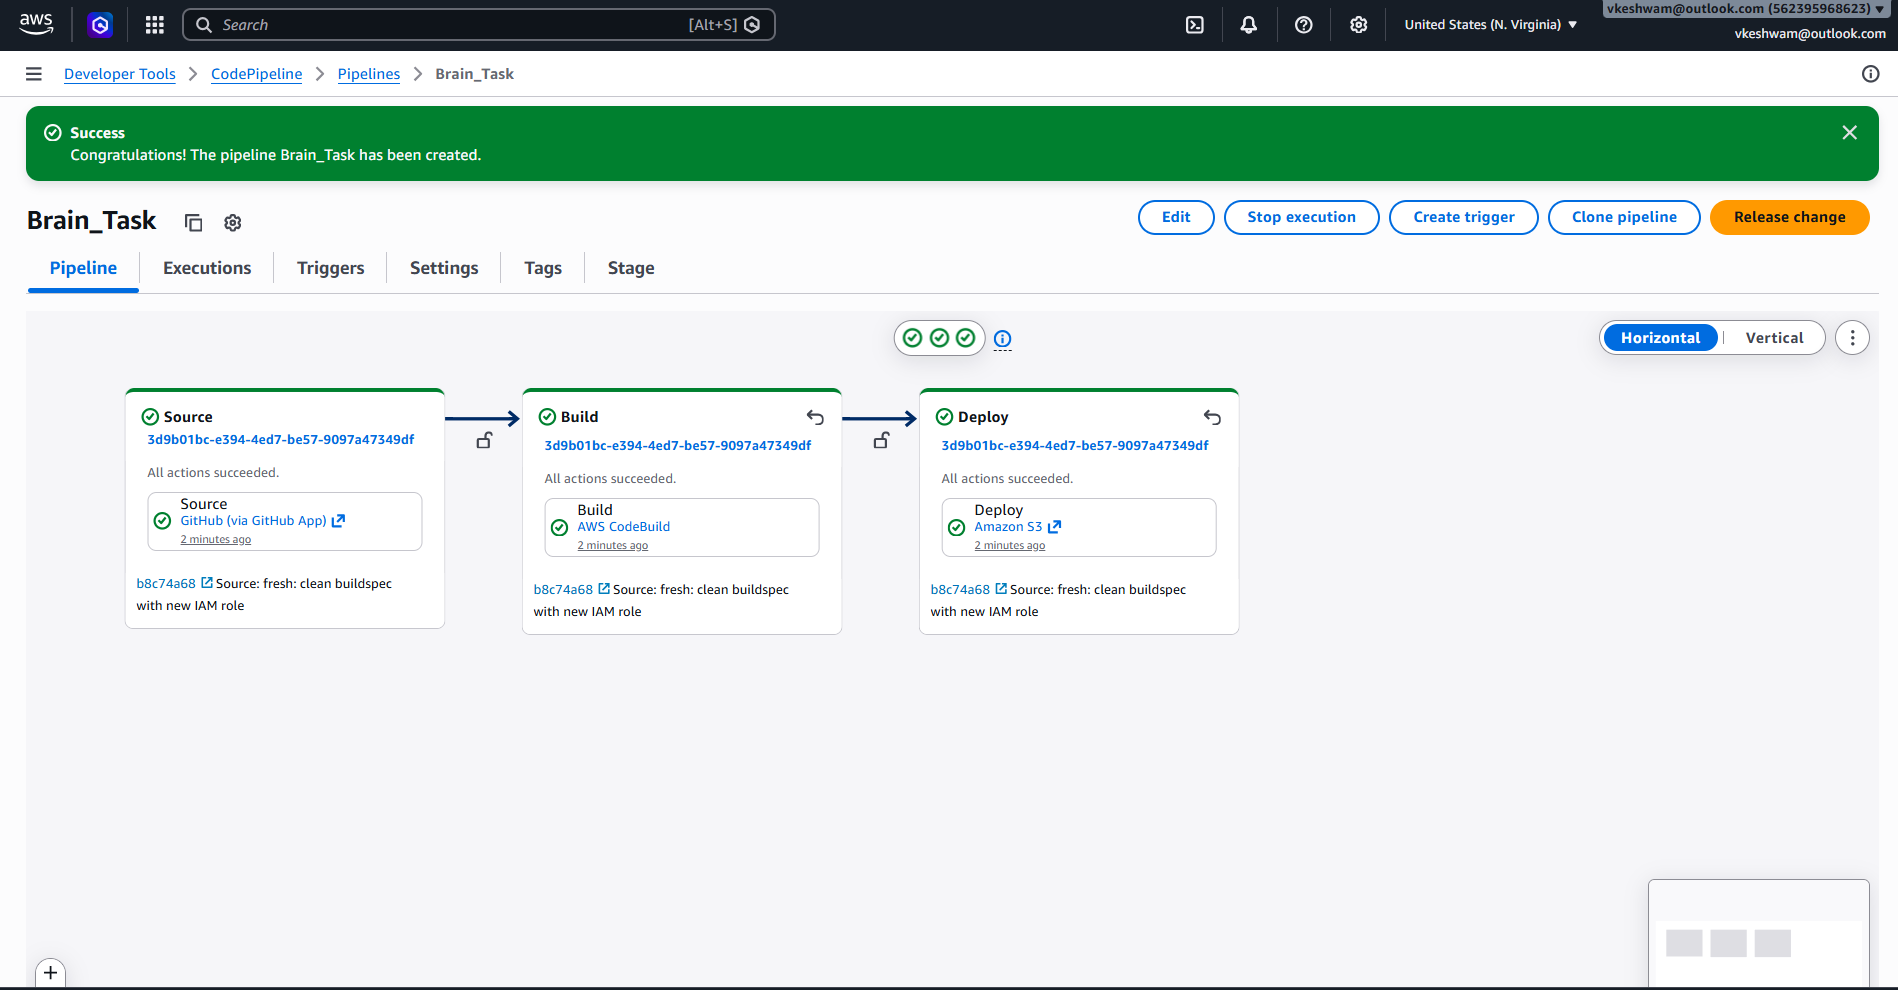 aws
Search
[Alt+S]
United States (N. Virginia)
vkeshwam@outlook.com (562395968623)
vkeshwam@outlook.com
Developer Tools
CodePipeline
Pipelines
Brain_Task
Success
Congratulations! The pipeline Brain_Task has been created.
Brain_Task
Edit
Stop execution
Create trigger
Clone pipeline
Release change
Pipeline
Executions
Triggers
Settings
Tags
Stage
Horizontal
Vertical
Source
3d9b01bc-e394-4ed7-be57-9097a47349df
All actions succeeded.
Source
GitHub (via GitHub App)
2 minutes ago
b8c74a68 Source: fresh: clean buildspec
with new IAM role
Build
3d9b01bc-e394-4ed7-be57-9097a47349df
All actions succeeded.
Build
AWS CodeBuild
2 minutes ago
b8c74a68 Source: fresh: clean buildspec
with new IAM role
Deploy
3d9b01bc-e394-4ed7-be57-9097a47349df
All actions succeeded.
Deploy
Amazon S3
2 minutes ago
b8c74a68 Source: fresh: clean buildspec
with new IAM role